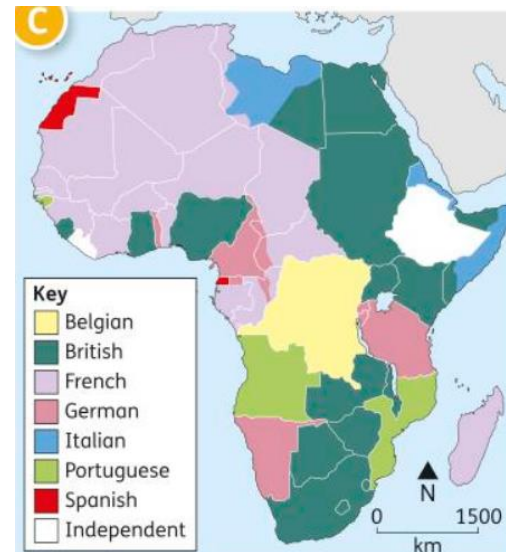 C
Key
Belgian
British
French
German
Italian
Portuguese
Spanish
Independent
N
0 1500
km